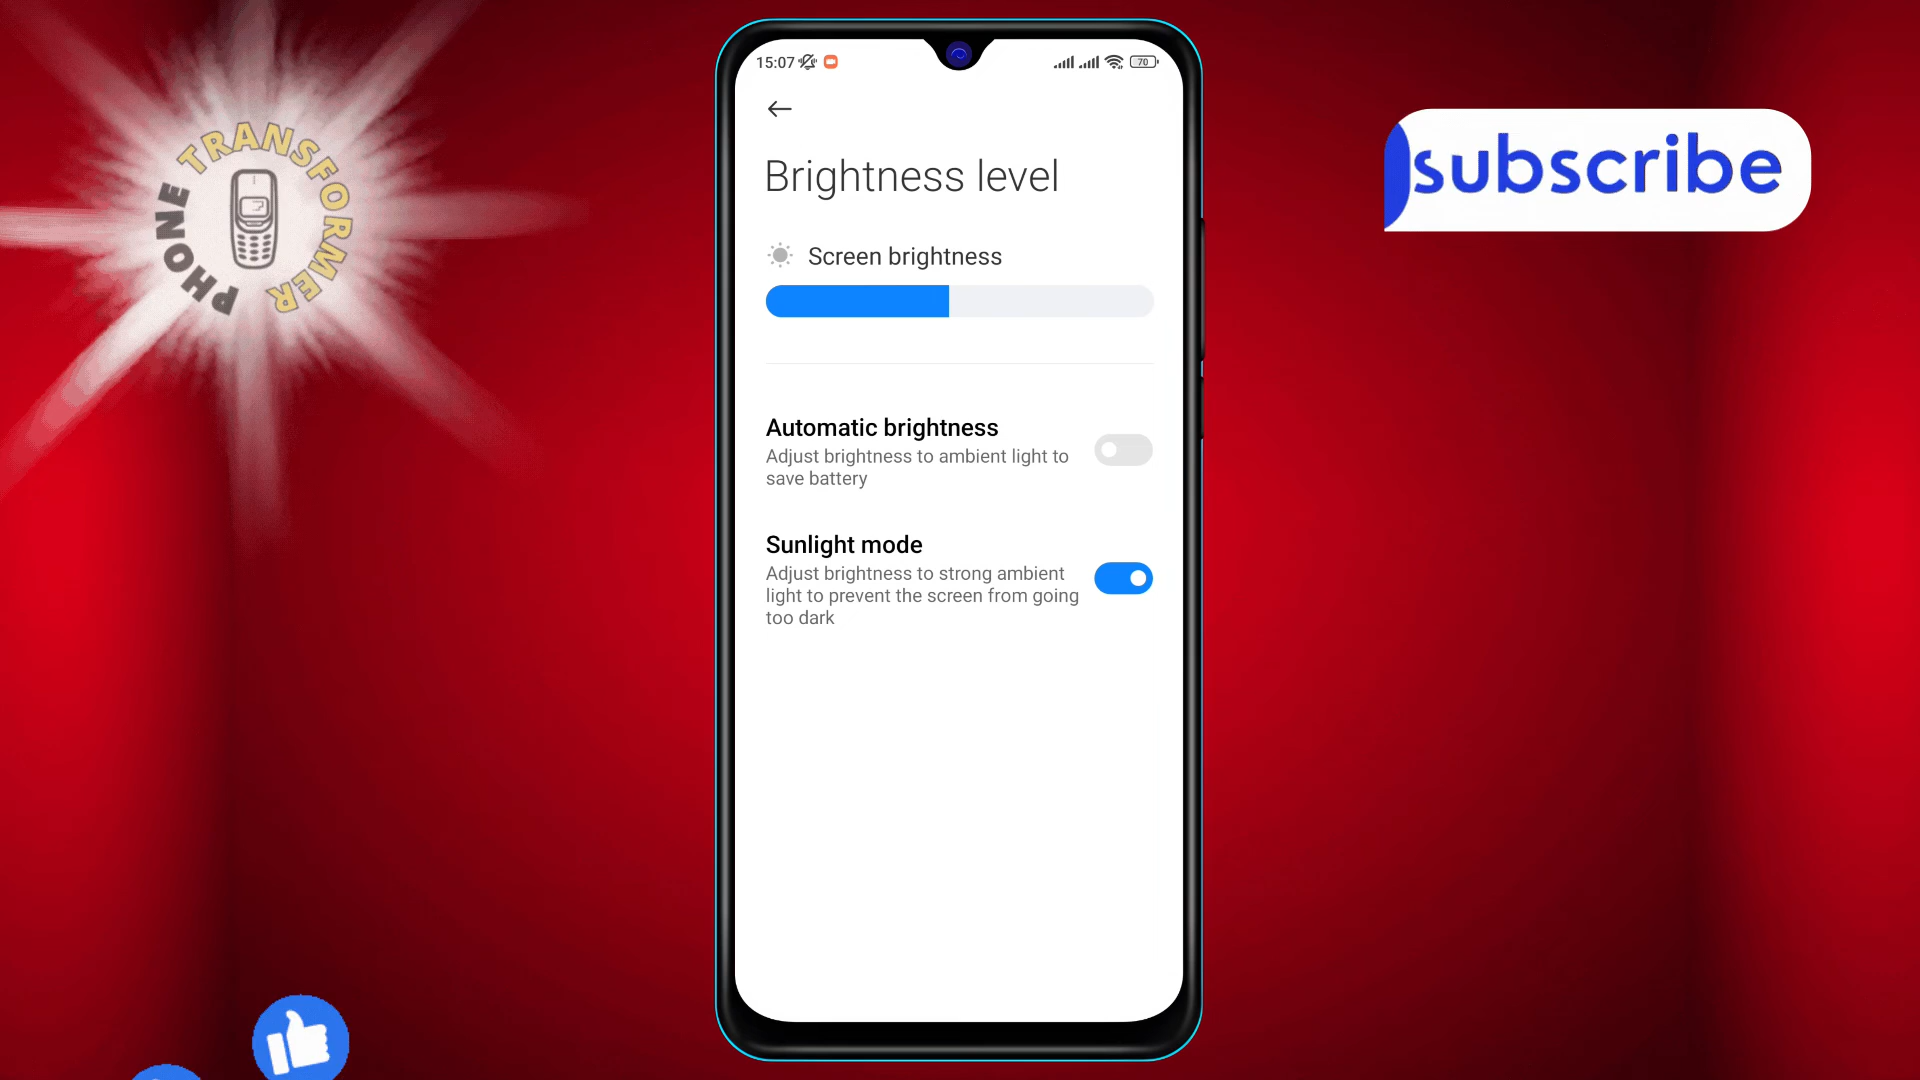 PHONE TRANSFORMER
15:07
70
subscribe
Brightness level
Screen brightness
Automatic brightness
Adjust brightness to ambient light to
save battery
Sunlight mode
Adjust brightness to strong ambient
light to prevent the screen from going
too dark